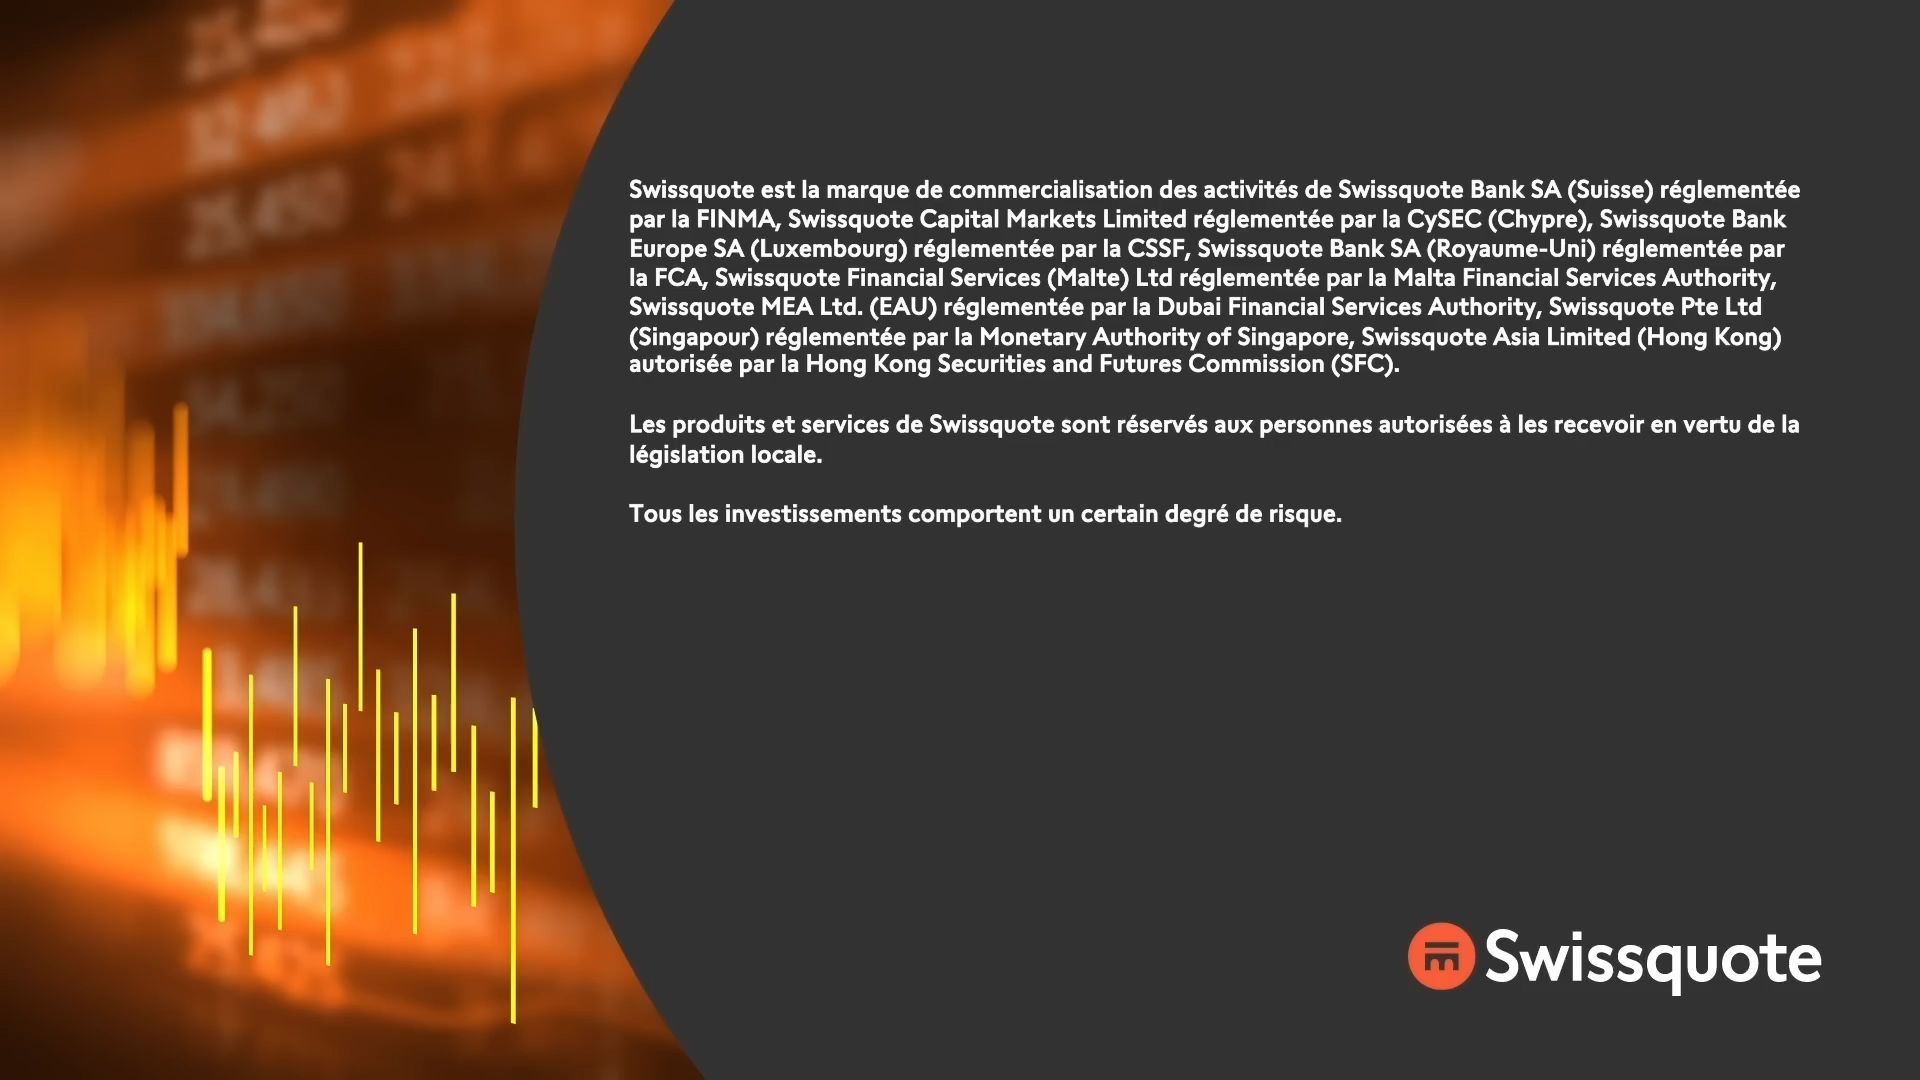 Swissquote est la marque de commercialisation des activités de Swissquote Bank SA (Suisse) réglementée
par la FINMA, Swissquote Capital Markets Limited réglementée par la CySEC (Chypre), Swissquote Bank
Europe SA (Luxembourg) réglementée par la CSSF, Swissquote Bank SA (Royaume-Uni) réglementée par
la FCA, Swissquote Financial Services (Malte) Ltd réglementée par la Malta Financial Services Authority,
Swissquote MEA Ltd. (EAU) réglementée par la Dubai Financial Services Authority, Swissquote Pte Ltd
(Singapour) réglementée par la Monetary Authority of Singapore, Swissquote Asia Limited (Hong Kong)
autorisée par la Hong Kong Securities and Futures Commission (SFC).
Les produits et services de Swissquote sont réservés aux personnes autorisées à les recevoir en vertu de la
législation locale.
Tous les investissements comportent un certain degré de risque.
Swissquote